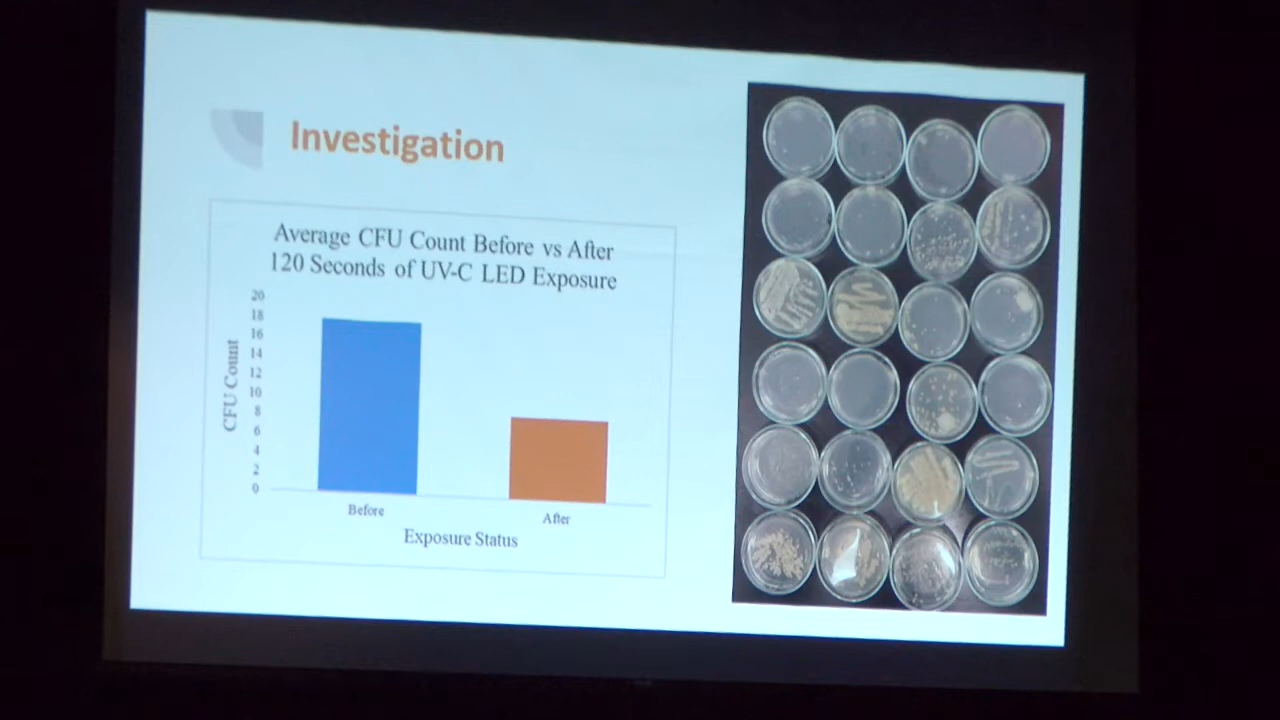 Investigation
Average CFU Count Before vs After
120 Seconds of UV-C LED Exposure
CFU Count
20
18
16
14
12
10
8
6
4
2
0
Before
After
Exposure Status